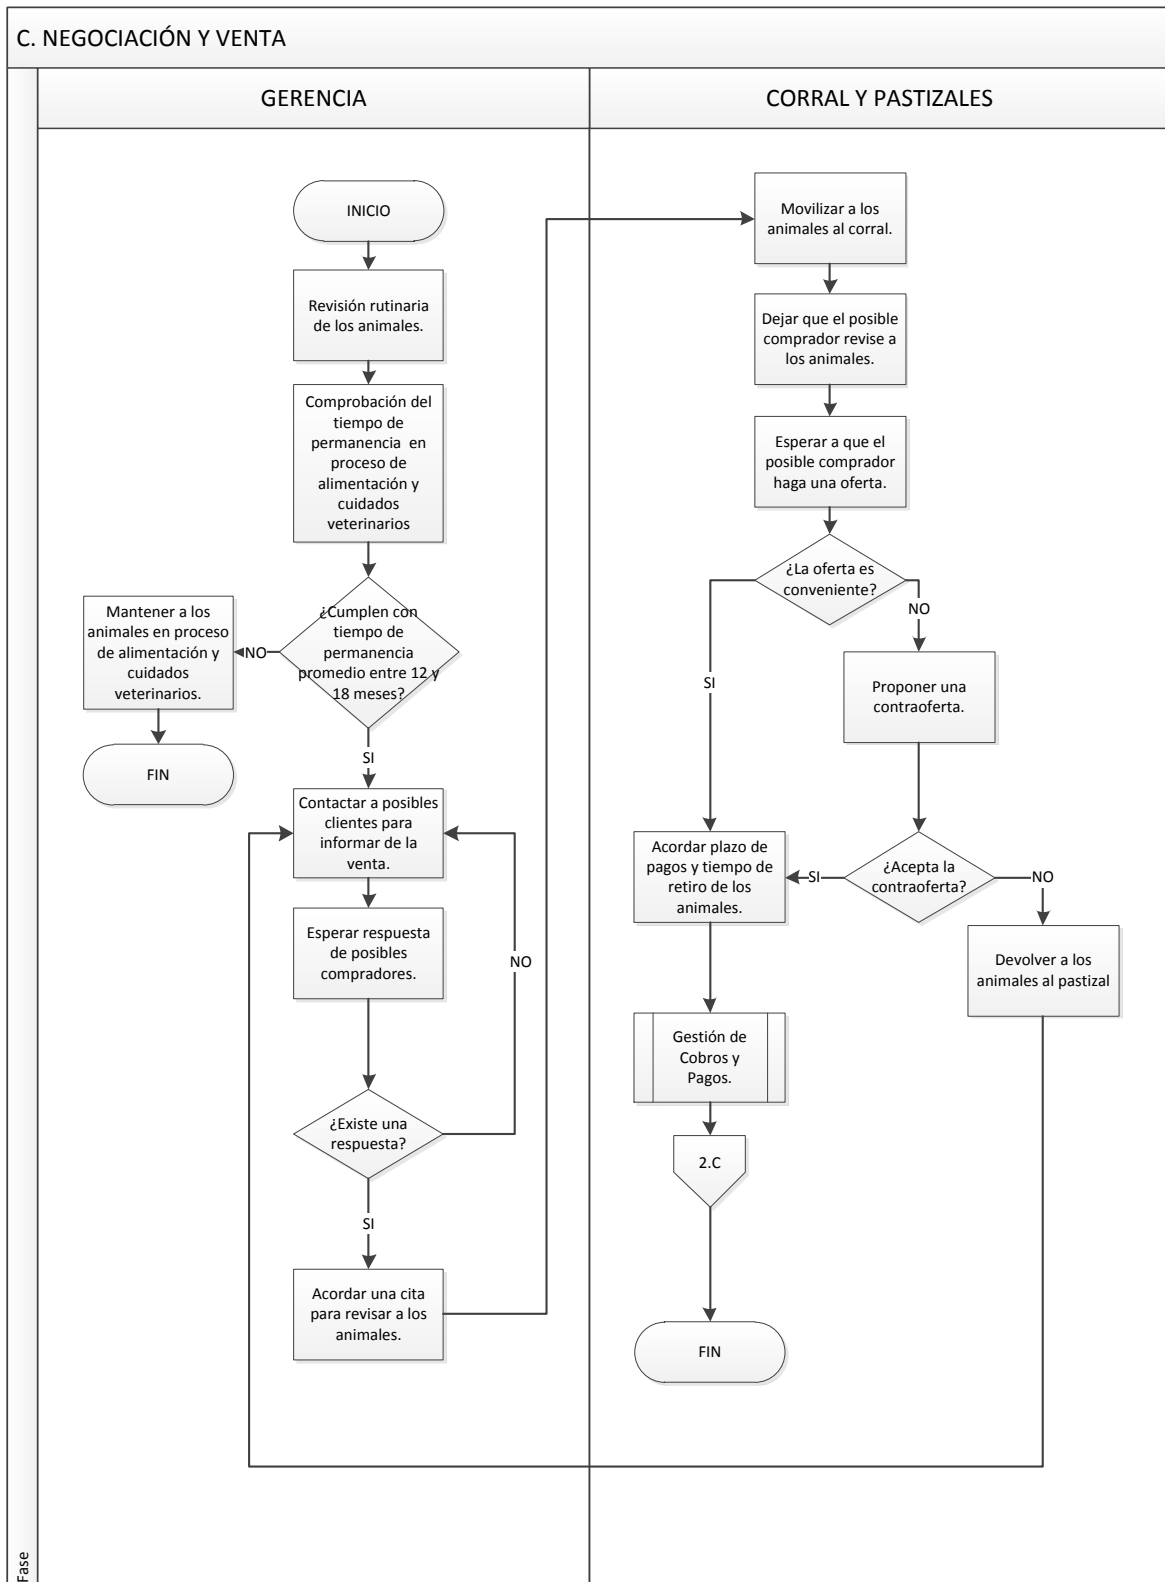 C. NEGOCIACIÓN Y VENTA
GERENCIA
CORRAL Y PASTIZALES
INICIO
Revisión rutinaria
de los animales.
Comprobación del
tiempo de
permanencia en
proceso de
alimentación y
cuidados
veterinarios
¿Cumplen con
tiempo de
permanencia
promedio entre 12 y
18 meses?
NO
Mantener a los
animales en proceso
de alimentación y
cuidados
veterinarios.
FIN
SI
Contactar a posibles
clientes para
informar de la
venta.
Esperar respuesta
de posibles
compradores.
NO
¿Existe una
respuesta?
SI
Acordar una cita
para revisar a los
animales.
Movilizar a los
animales al corral.
Dejar que el posible
comprador revise a
los animales.
Esperar a que el
posible comprador
haga una oferta.
¿La oferta es
conveniente?
NO
SI
Proponer una
contraoferta.
¿Acepta la
contraoferta?
SI
NO
Acordar plazo de
pagos y tiempo de
retiro de los
animales.
Devolver a los
animales al pastizal
Gestión de
Cobros y
Pagos.
2.C
FIN
Fase